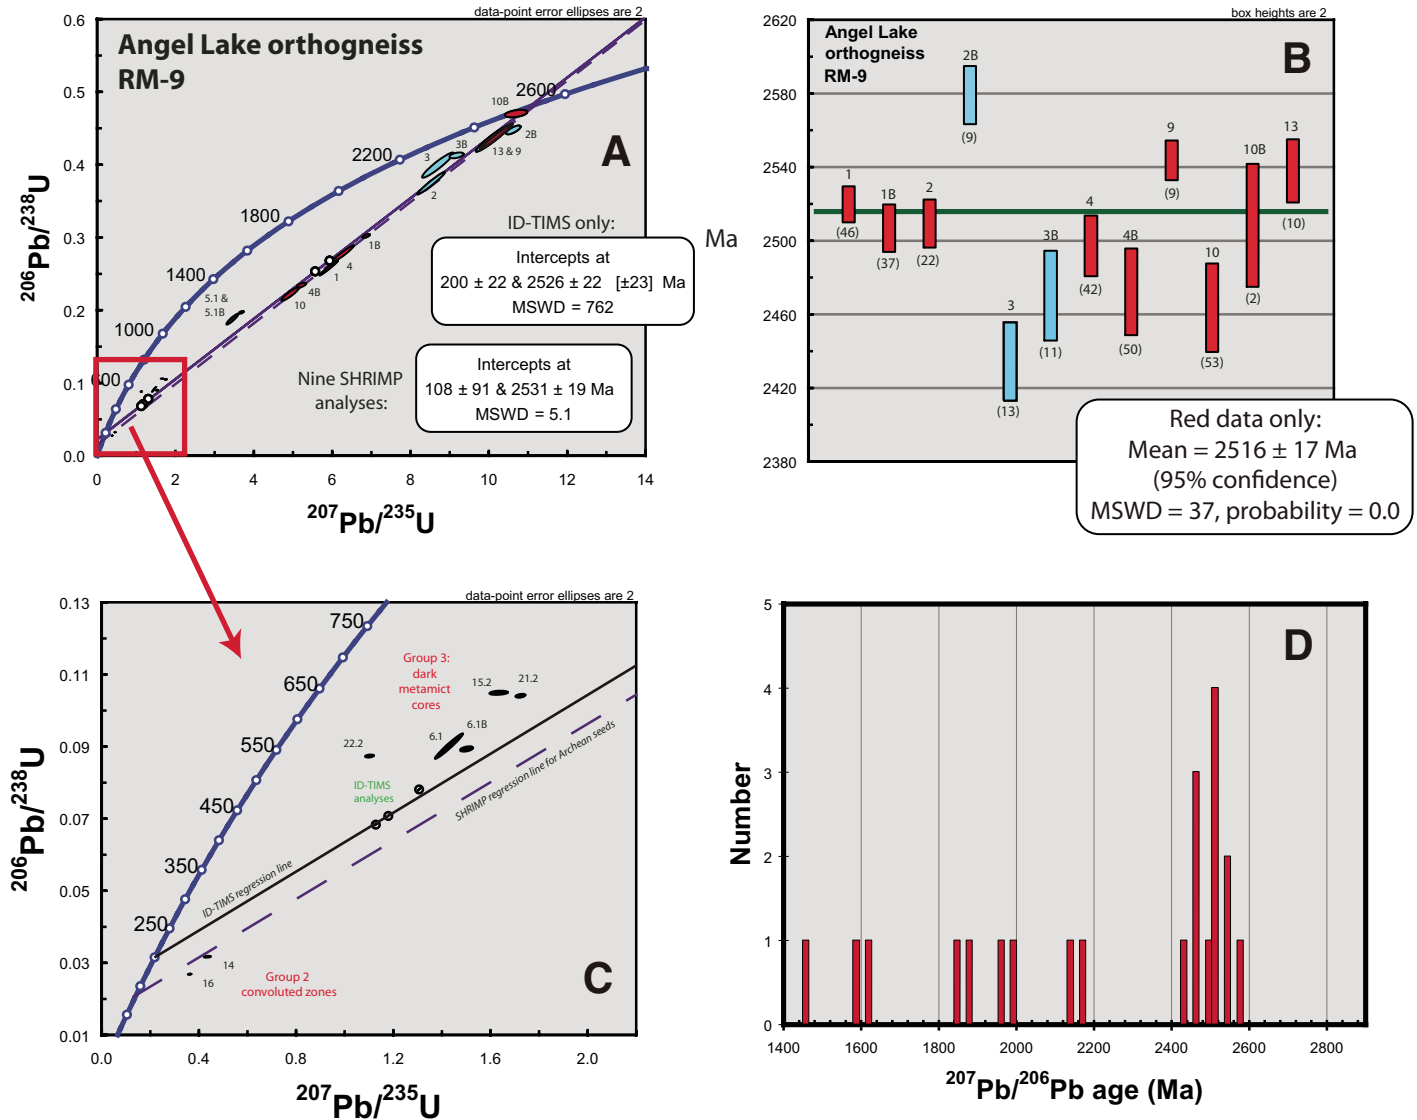 data-point error ellipses are 2
Angel Lake orthogneiss
RM-9
A
0.6
0.5
0.4
0.3
0.2
0.1
0.0
206Pb/238U
2600
2200
1800
1400
1000
600
10B
2B
3B
3
13 & 9
2
1B
4
1
4B
10
5.1 &
5.1B
ID-TIMS only:
Intercepts at
200 ± 22 & 2526 ± 22 [±23] Ma
MSWD = 762
Nine SHRIMP
analyses:
Intercepts at
108 ± 91 & 2531 ± 19 Ma
MSWD = 5.1
0 2 4 6 8 10 12 14
207Pb/235U
box heights are 2
Angel Lake
orthogneiss
RM-9
B
Ma
2620
2580
2540
2500
2460
2420
2380
1
(46)
1B
(37)
2
(22)
2B
(9)
3
(13)
3B
(11)
4
(42)
4B
(50)
9
(9)
10
(53)
10B
(2)
13
(10)
Red data only:
Mean = 2516 ± 17 Ma
(95% confidence)
MSWD = 37, probability = 0.0
data-point error ellipses are 2
0.13
0.11
0.09
0.07
0.05
0.03
0.01
206Pb/238U
750
650
550
450
350
250
Group 3:
dark
metamict
cores
15.2
21.2
6.1B
6.1
22.2
ID-TIMS
analyses
ID-TIMS regression line
SHRIMP regression line for Archean seeds
14
16
Group 2
convoluted zones
C
0.0 0.4 0.8 1.2 1.6 2.0
207Pb/235U
D
5
4
3
2
1
0
Number
1400 1600 1800 2000 2200 2400 2600 2800
207Pb/206Pb age (Ma)